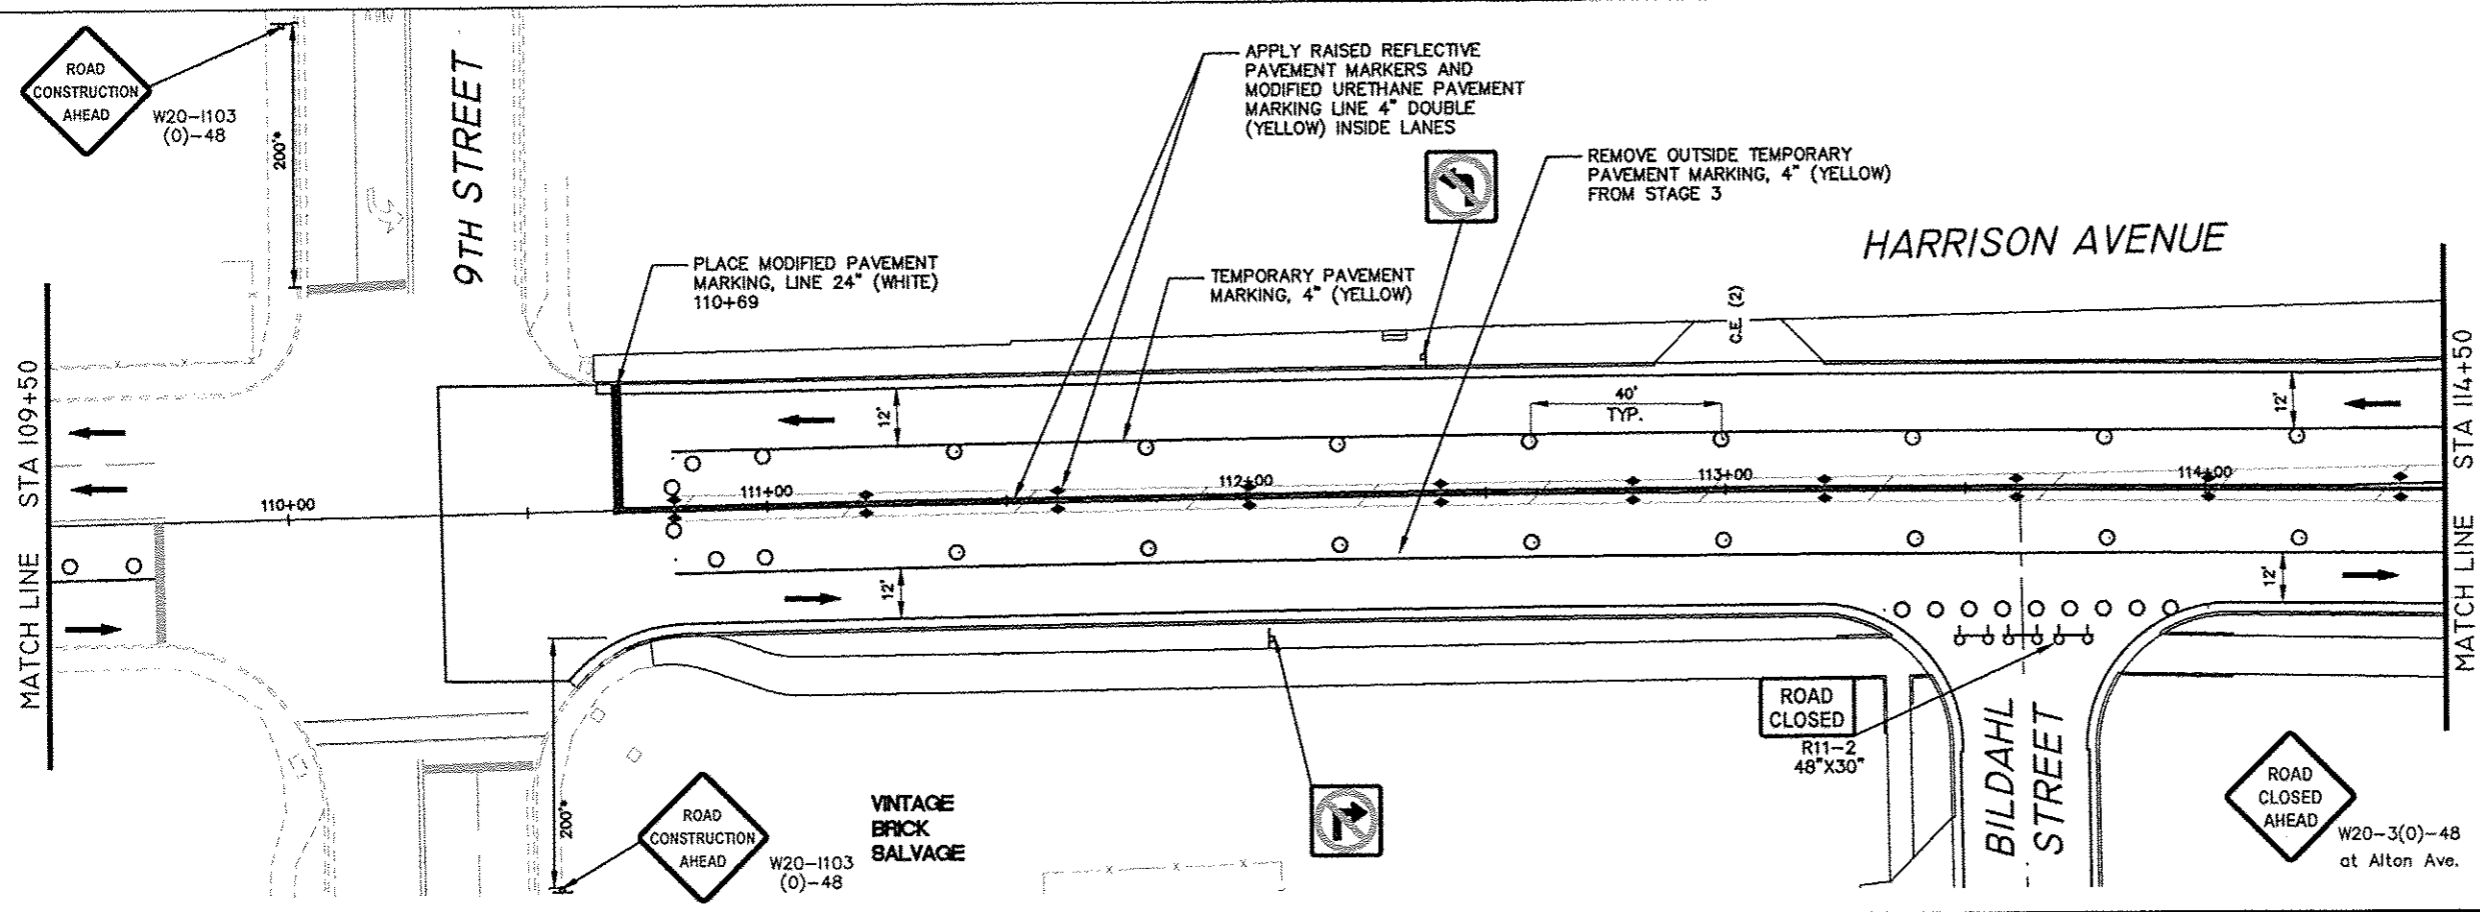 ROAD
CONSTRUCTION
AHEAD
W20-I103
(0)-48
200'*
9TH STREET
APPLY RAISED REFLECTIVE
PAVEMENT MARKERS AND
MODIFIED URETHANE PAVEMENT
MARKING LINE 4" DOUBLE
(YELLOW) INSIDE LANES
REMOVE OUTSIDE TEMPORARY
PAVEMENT MARKING, 4" (YELLOW)
FROM STAGE 3
HARRISON AVENUE
PLACE MODIFIED PAVEMENT
MARKING, LINE 24" (WHITE)
110+69
TEMPORARY PAVEMENT
MARKING, 4" (YELLOW)
C.E. (2)
MATCH LINE STA 109+50
MATCH LINE STA 114+50
12'
40'
TYP.
12'
110+00
111+00
112+00
113+00
114+00
12'
12'
ROAD
CLOSED
R11-2
48"X30"
BILDAHL
STREET
200'*
ROAD
CONSTRUCTION
AHEAD
W20-I103
(0)-48
VINTAGE
BRICK
SALVAGE
ROAD
CLOSED
AHEAD
W20-3(0)-48
at Alton Ave.